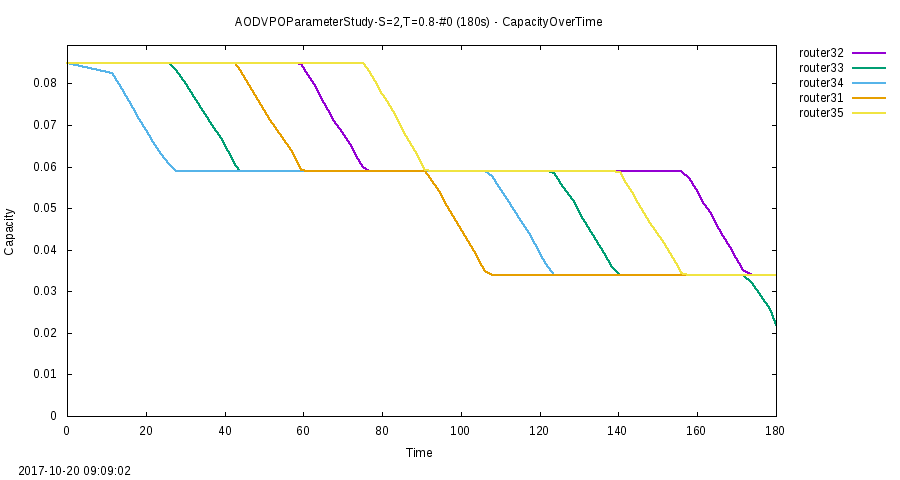 AODVPOParameterStudy-S=2,T=0.8-#0 (180s) - CapacityOverTime
router32
router33
router34
router31
router35
Capacity
0.08
0.07
0.06
0.05
0.04
0.03
0.02
0.01
0
0 20 40 60 80 100 120 140 160 180
Time
2017-10-20 09:09:02